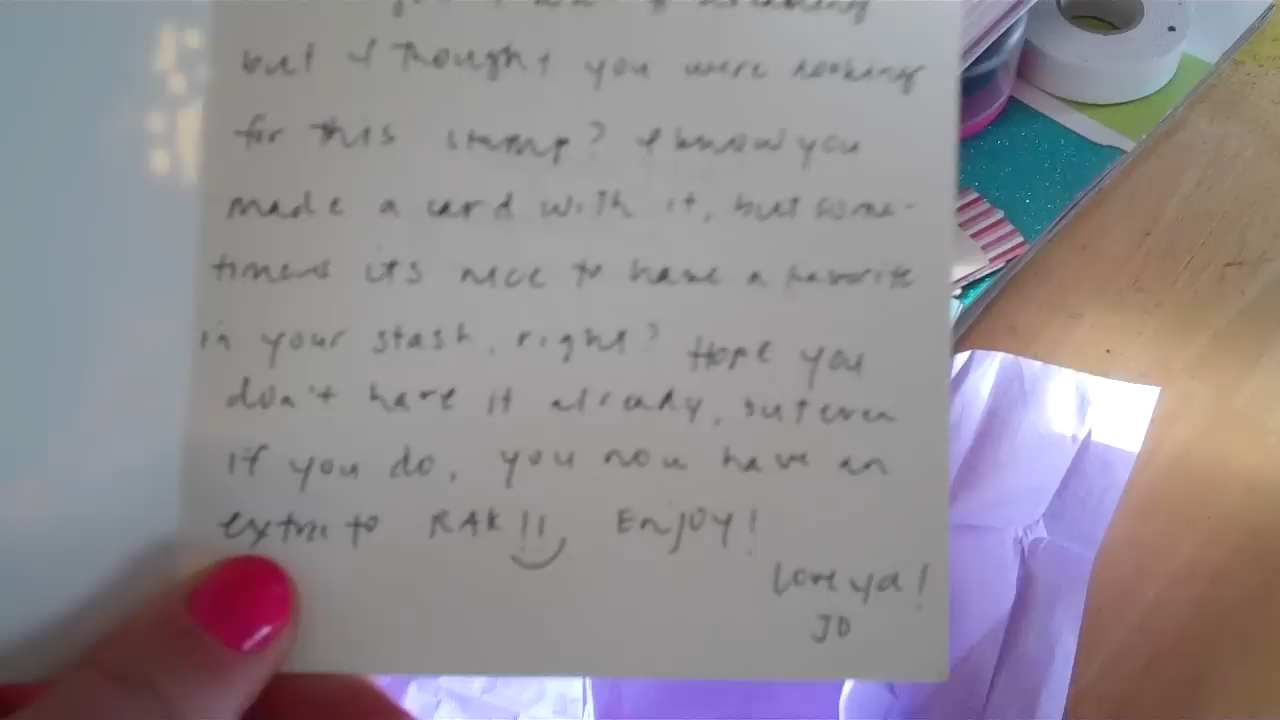 but I thought you were looking
for this stamp? I know you
made a card with it, but some-
times its nice to have a favorite
in your stash, right? Hope you
don't have it already, but even
if you do, you now have an
extra to RAK!! Enjoy!
Love ya!
JD